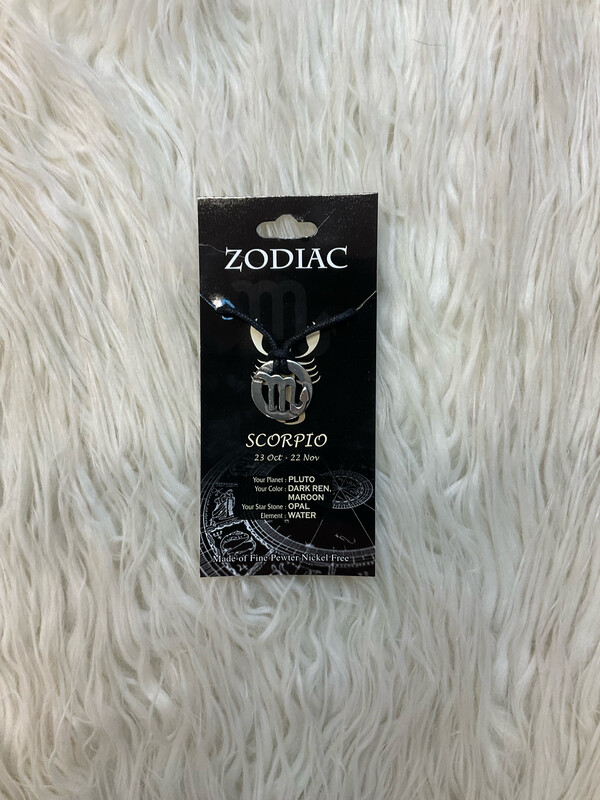 ZODIAC
SCORPIO
23 Oct - 22 Nov
Your Planet : PLUTO
Your Color : DARK REN,
MAROON
Your Star Stone : OPAL
Element : WATER
Made of Fine Pewter Nickel Free